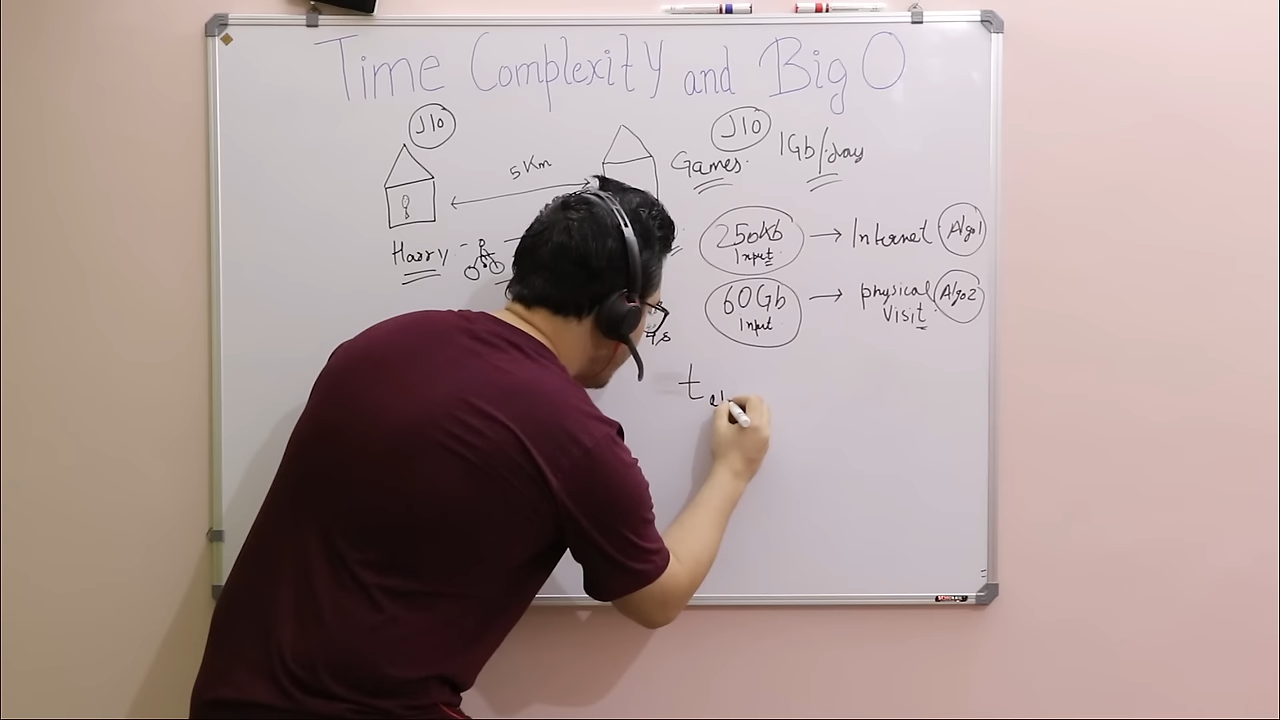 Time Complexity and Big O
J10
J10
5 Km
Games.
1Gb/day
Harry
250Kb
Input
Internet
Algo1
60Gb
Input
physical
Visit
Algo2
t